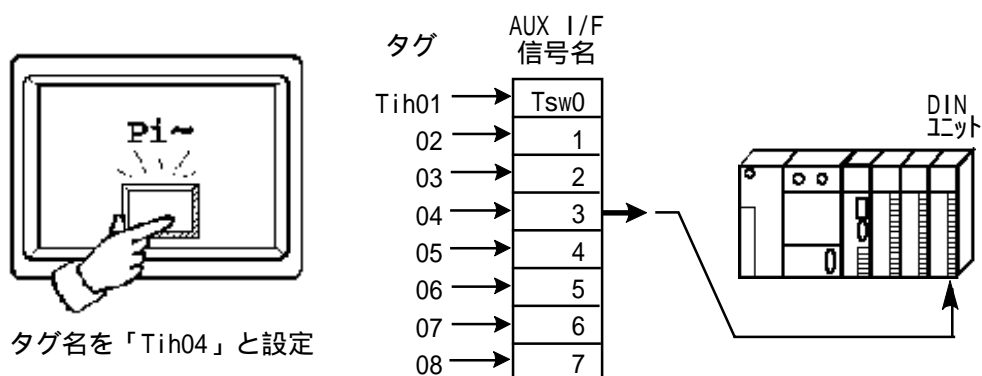 Pi~
タグ名を「Tih04」と設定
タグ
AUX I/F
信号名
Tih01 Tsw0
02 1
03 2
04 3
05 4
06 5
07 6
08 7
DIN
ユニット